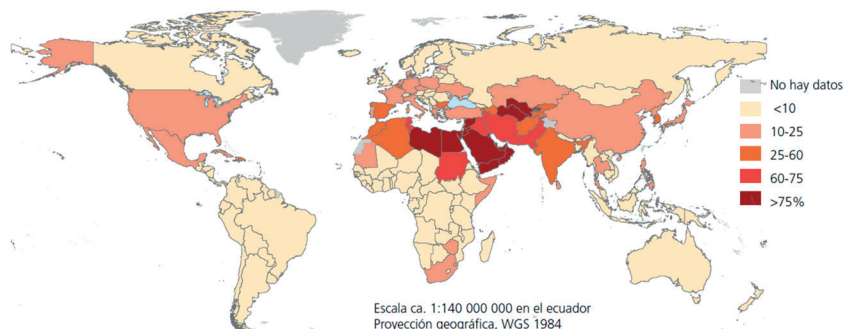 No hay datos
<10
10-25
25-60
60-75
>75%
Escala ca. 1:140 000 000 en el ecuador
Proyección geográfica, WGS 1984